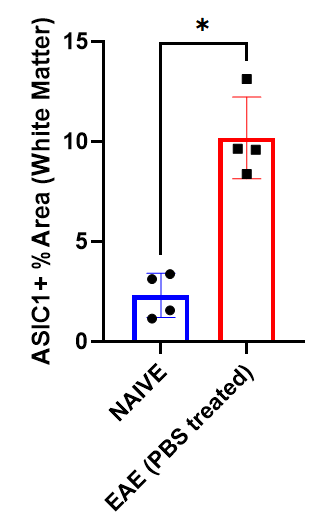 *
ASIC1+ % Area (White Matter)
15
10
5
0
NAIVE
EAE (PBS treated)